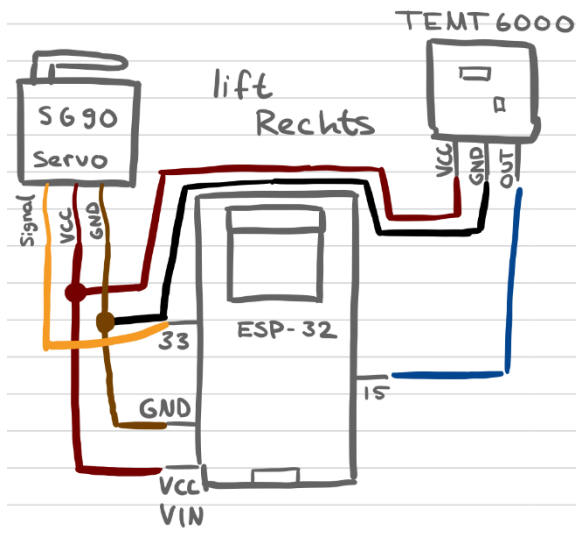 TEMT6000
SG90
Servo
lift
Rechts
VCC
GND
OUT
Signal
VCC
GND
ESP-32
33
15
GND
VCC
VIN